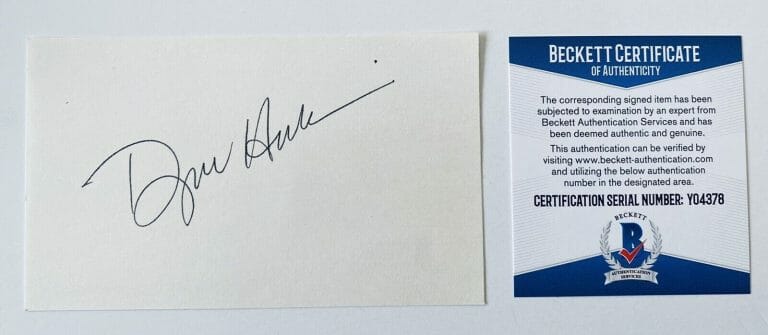 BECKETT CERTIFICATE
OF AUTHENTICITY
The corresponding signed item has been
subjected to examination by an expert from
Beckett Authentication Services and has
been deemed authentic and genuine.
This authentication can be verified by
visiting www.beckett-authentication.com
and utilizing the below authentication
number in the designated area.
CERTIFICATION SERIAL NUMBER: Y04378
BECKETT
B
AUTHENTICATION
SERVICES